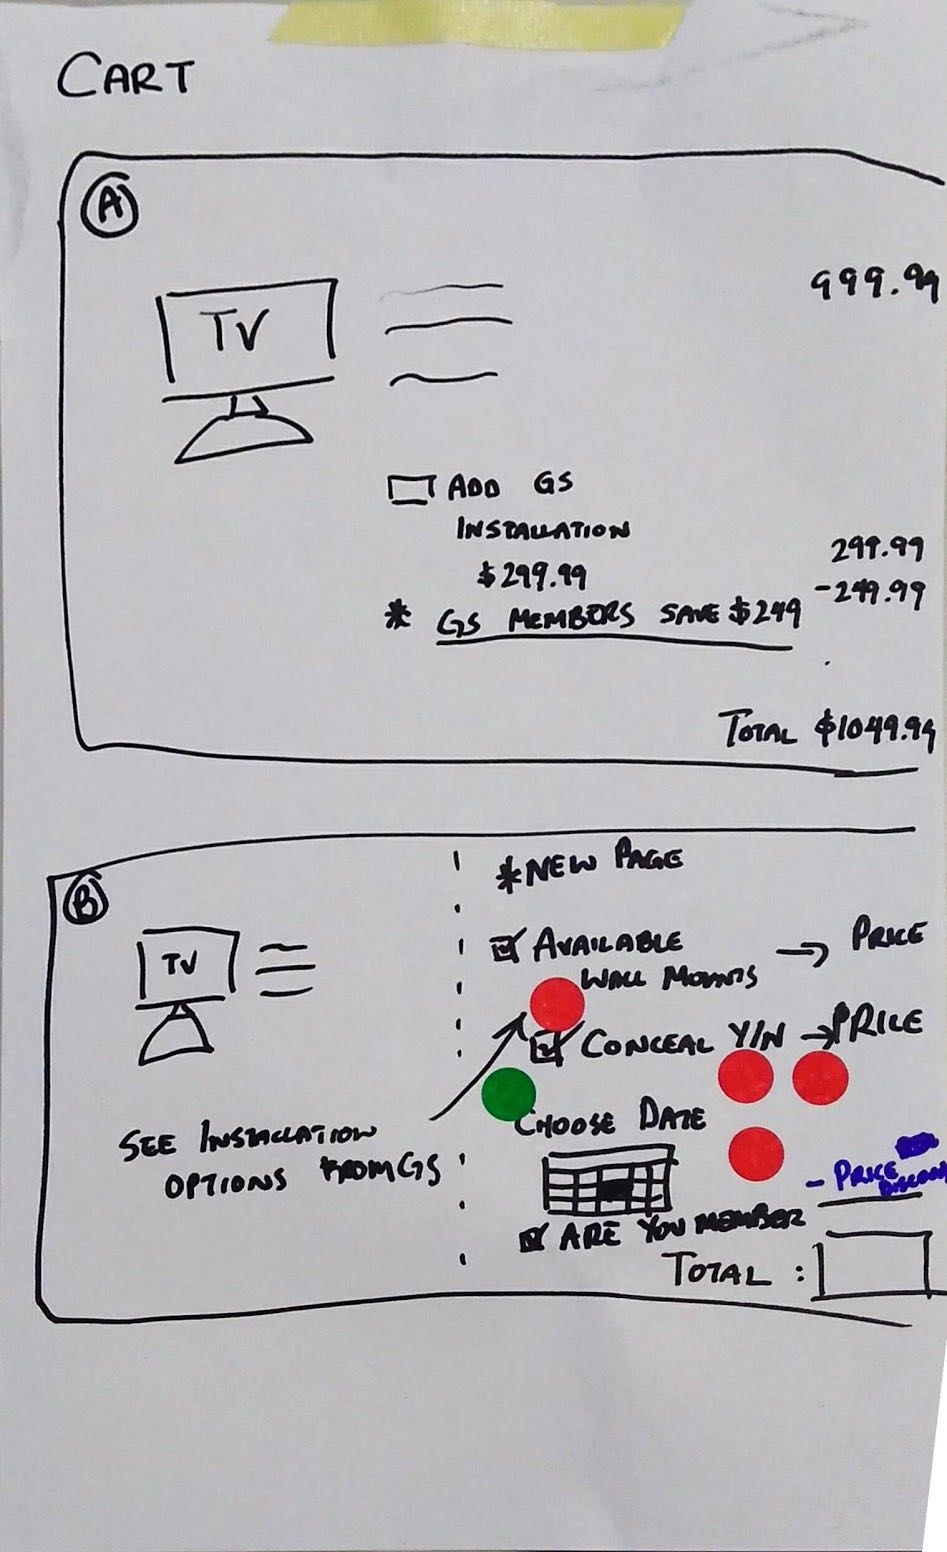 CART
A
TV
999.99
ADD GS
INSTALLATION
$299.99
299.99
-249.99
* GS MEMBERS SAVE $249
TOTAL $1049.99
B
TV
SEE INSTALLATION
OPTIONS FROM GS
*NEW PAGE
AVAILABLE → PRICE
WALL MOUNTS
CONCEAL Y/N → PRICE
CHOOSE DATE
- PRICE
ARE YOU MEMBER
TOTAL :